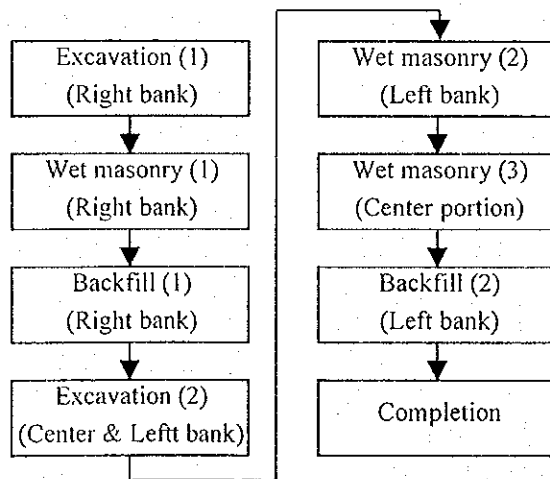 Excavation (1)
(Right bank)
Wet masonry (1)
(Right bank)
Backfill (1)
(Right bank)
Excavation (2)
(Center & Leftt bank)
Wet masonry (2)
(Left bank)
Wet masonry (3)
(Center portion)
Backfill (2)
(Left bank)
Completion